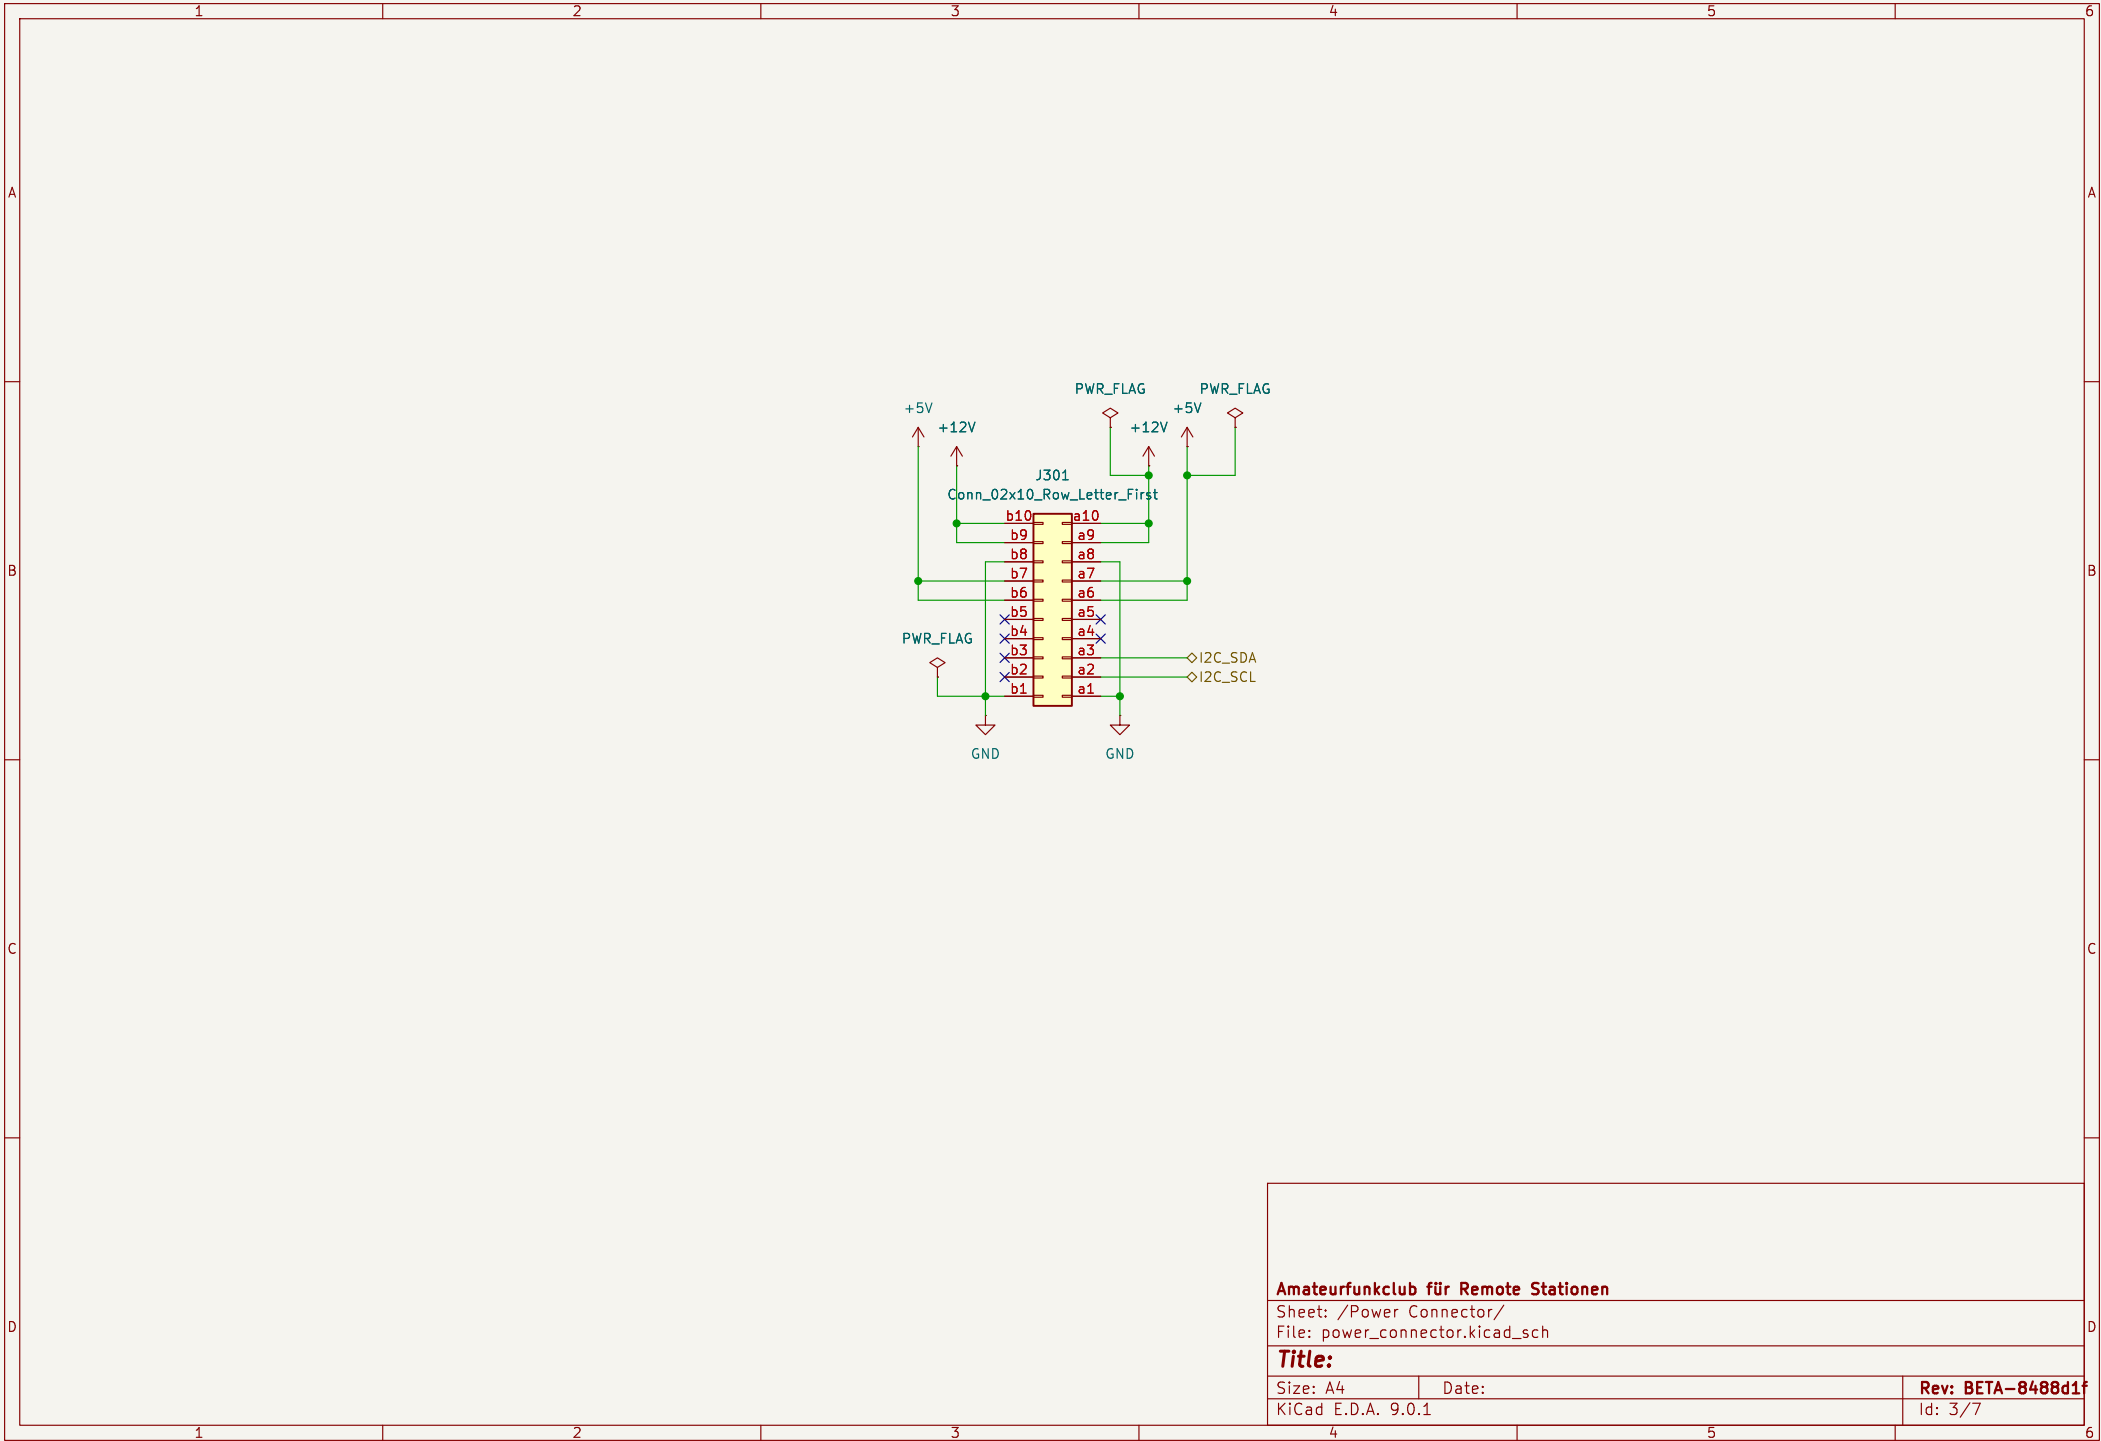 1 2 3 4 5 6
A A
PWR_FLAG PWR_FLAG
+5V +5V
+12V +12V
J301
Conn_02x10_Row_Letter_First
b10 a10
b9 a9
b8 a8
B b7 a7 B
b6 a6
b5 a5
PWR_FLAG b4 a4
b3 a3 I2C_SDA
b2 a2 I2C_SCL
b1 a1
GND GND
C C
Amateurfunkclub für Remote Stationen
Sheet: /Power Connector/
D D
File: power_connector.kicad_sch
Title:
Size: A4 Date: Rev: BETA-8488d1f
KiCad E.D.A. 9.0.1 Id: 3/7
1 2 3 4 5 6